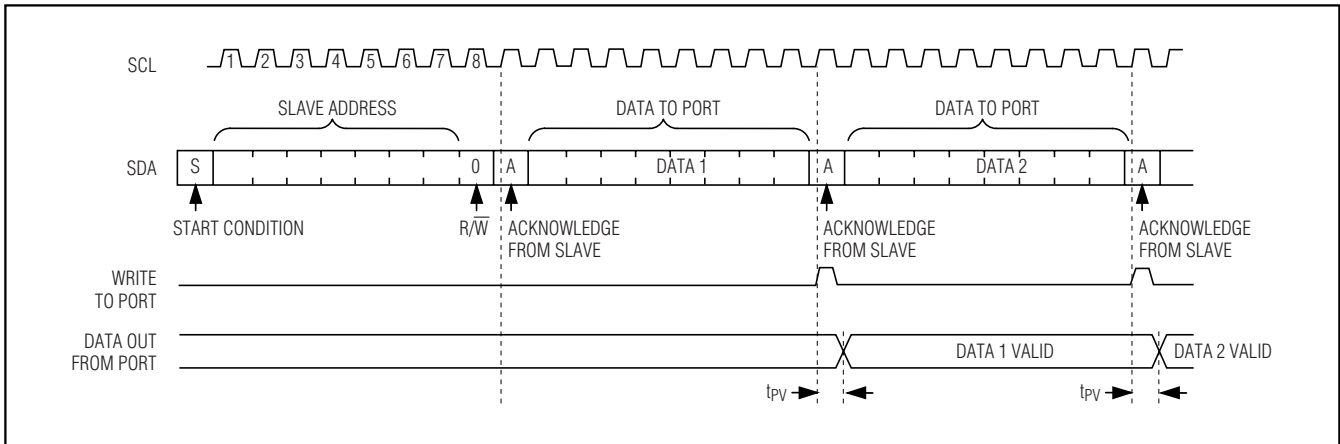 SCL 1 2 3 4 5 6 7 8
SLAVE ADDRESS DATA TO PORT DATA TO PORT
SDA S 0 A DATA 1 A DATA 2 A
START CONDITION R/W̅ ACKNOWLEDGE FROM SLAVE ACKNOWLEDGE FROM SLAVE ACKNOWLEDGE FROM SLAVE
WRITE TO PORT
DATA OUT FROM PORT DATA 1 VALID DATA 2 VALID
tPV tPV